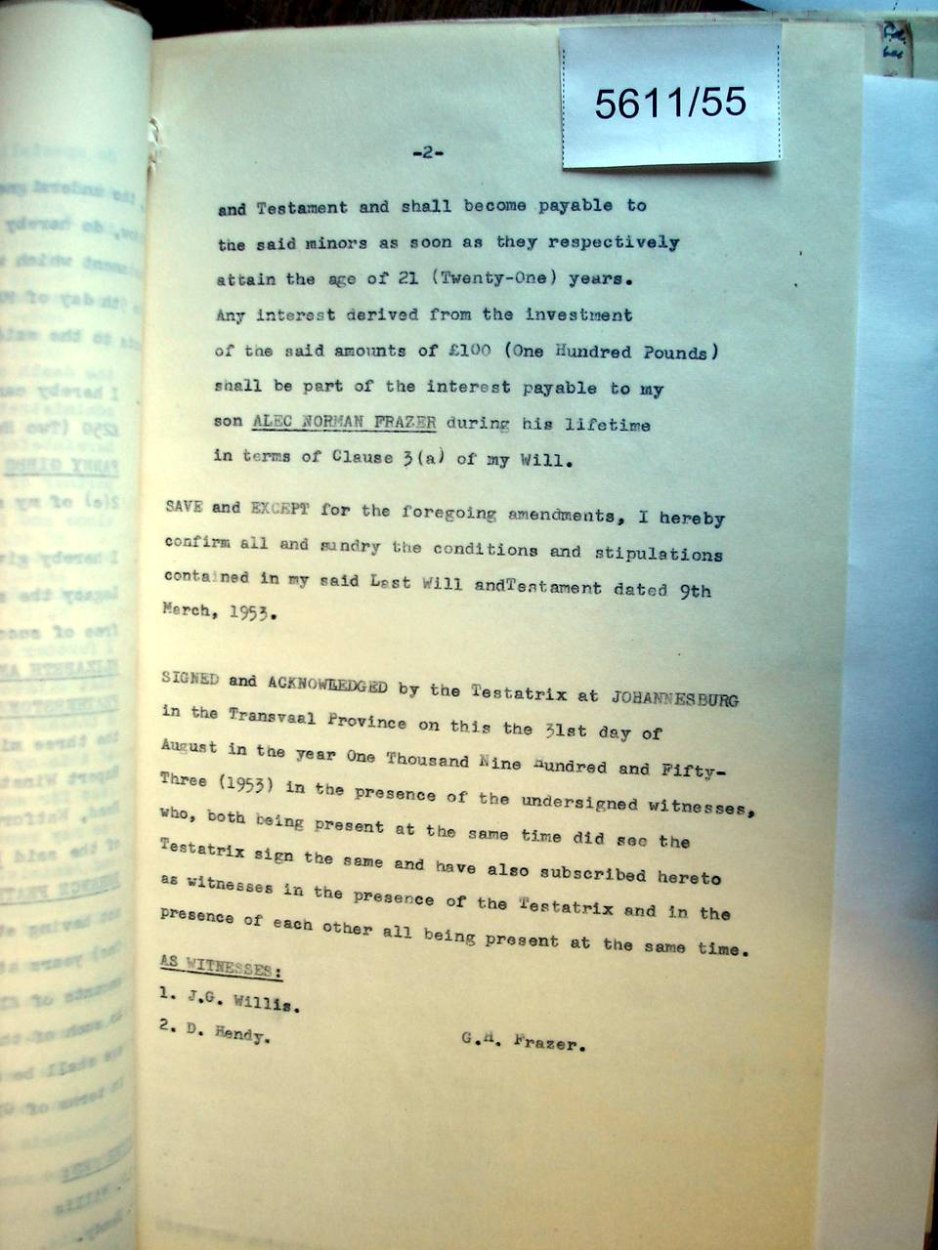 5611/55
-2-
and Testament and shall become payable to
the said minors as soon as they respectively
attain the age of 21 (Twenty-One) years.
Any interest derived from the investment
of the said amounts of £100 (One Hundred Pounds)
shall be part of the interest payable to my
son ALEC NORMAN FRAZER during his lifetime
in terms of Clause 3(a) of my Will.
SAVE and EXCEPT for the foregoing amendments, I hereby
confirm all and sundry the conditions and stipulations
contained in my said Last Will andTestament dated 9th
March, 1953.
SIGNED and ACKNOWLEDGED by the Testatrix at JOHANNESBURG
in the Transvaal Province on this the 31st day of
August in the year One Thousand Nine Hundred and Fifty-
Three (1953) in the presence of the undersigned witnesses,
who, both being present at the same time did see the
Testatrix sign the same and have also subscribed hereto
as witnesses in the presence of the Testatrix and in the
presence of each other all being present at the same time.
AS WITNESSES:
1. J.G. Willis.
2. D. Hendy.
G.H. Frazer.